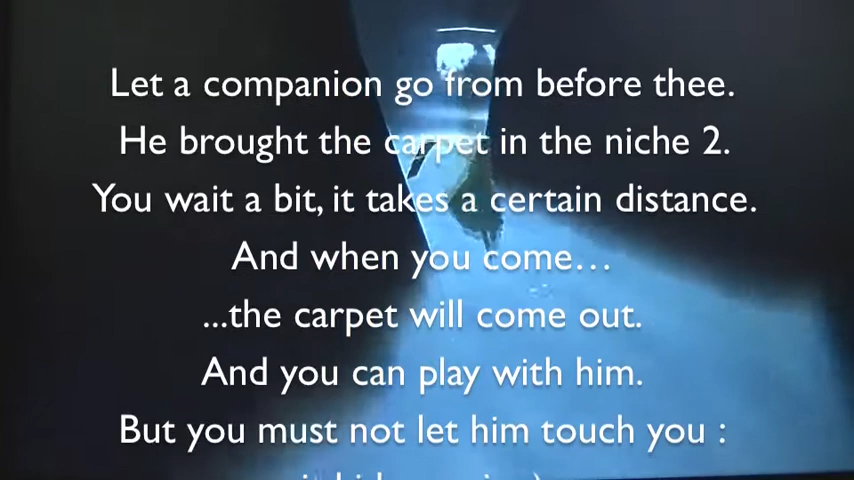 Let a companion go from before thee.
He brought the carpet in the niche 2.
You wait a bit, it takes a certain distance.
And when you come…
...the carpet will come out.
And you can play with him.
But you must not let him touch you :